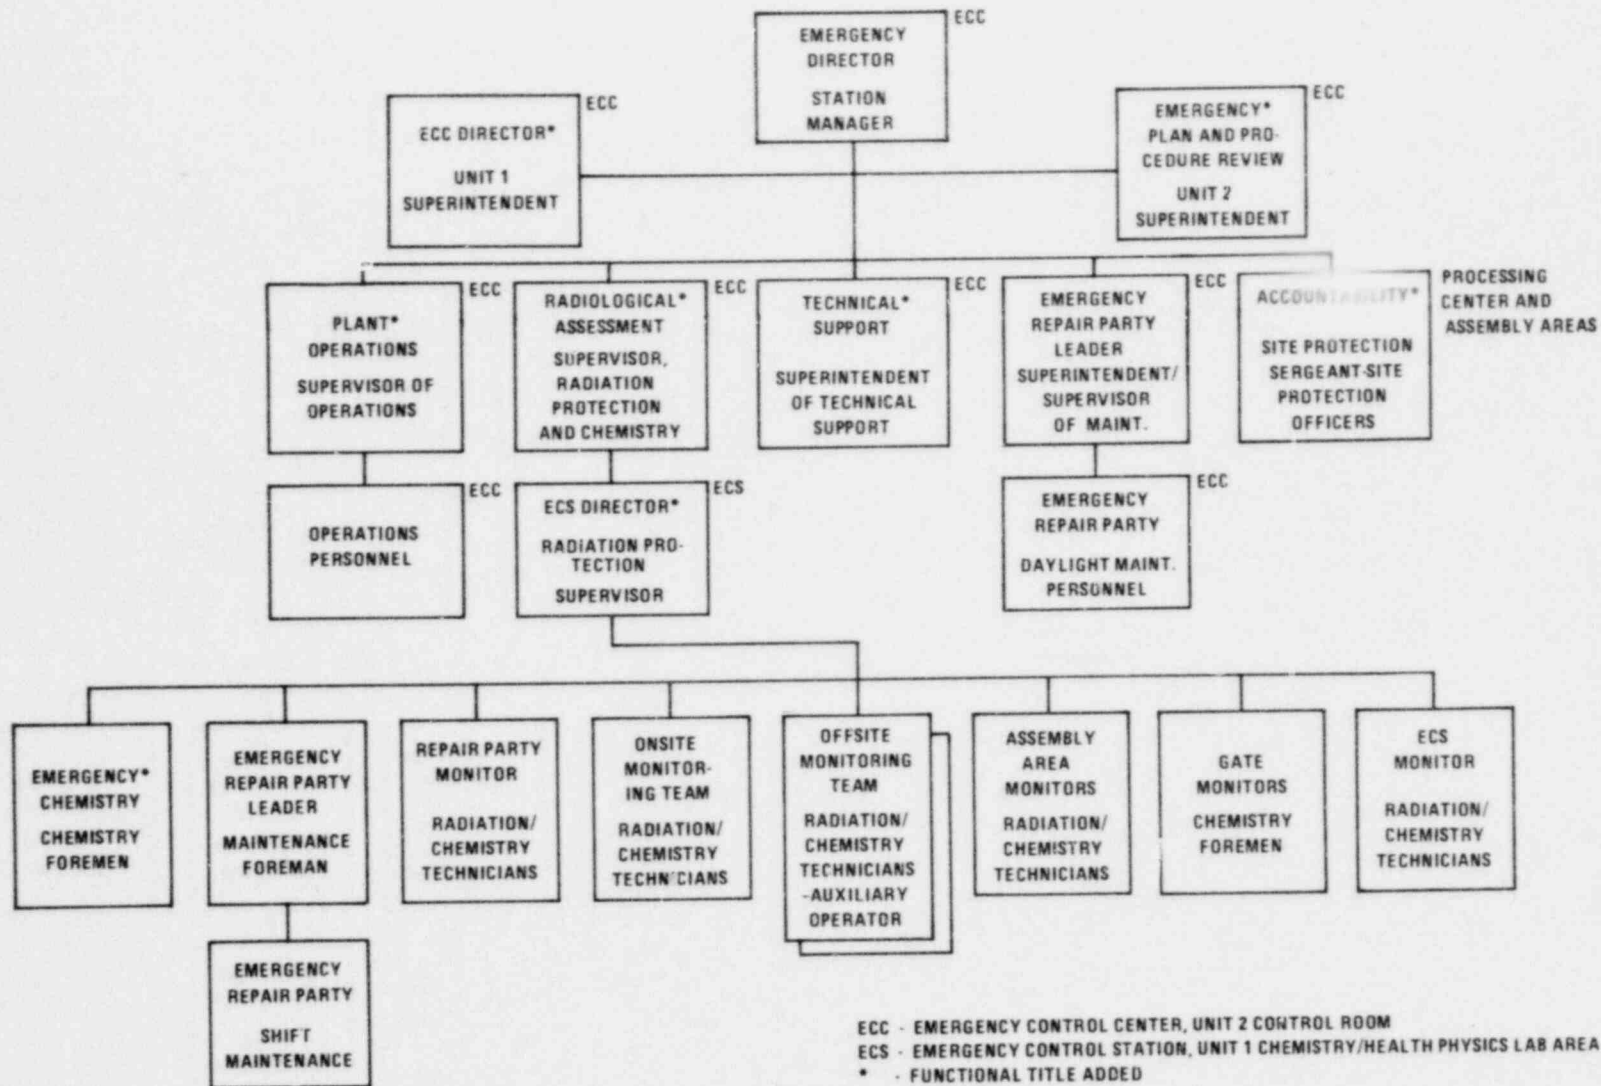 EMERGENCY
DIRECTOR
STATION
MANAGER
ECC
ECC DIRECTOR*
UNIT 1
SUPERINTENDENT
ECC
EMERGENCY*
PLAN AND PRO-
CEDURE REVIEW
UNIT 2
SUPERINTENDENT
ECC
PLANT*
OPERATIONS
SUPERVISOR OF
OPERATIONS
ECC
RADIOLOGICAL*
ASSESSMENT
SUPERVISOR,
RADIATION
PROTECTION
AND CHEMISTRY
ECC
TECHNICAL*
SUPPORT
SUPERINTENDENT
OF TECHNICAL
SUPPORT
ECC
EMERGENCY
REPAIR PARTY
LEADER
SUPERINTENDENT/
SUPERVISOR
OF MAINT.
ECC
ACCOUNTABILITY*
SITE PROTECTION
SERGEANT-SITE
PROTECTION
OFFICERS
PROCESSING
CENTER AND
ASSEMBLY AREAS
OPERATIONS
PERSONNEL
ECC
ECS DIRECTOR*
RADIATION PRO-
TECTION
SUPERVISOR
ECS
EMERGENCY
REPAIR PARTY
DAYLIGHT MAINT.
PERSONNEL
ECC
EMERGENCY*
CHEMISTRY
CHEMISTRY
FOREMEN
EMERGENCY
REPAIR PARTY
LEADER
MAINTENANCE
FOREMAN
REPAIR PARTY
MONITOR
RADIATION/
CHEMISTRY
TECHNICIANS
ONSITE
MONITOR-
ING TEAM
RADIATION/
CHEMISTRY
TECHNICIANS
OFFSITE
MONITORING
TEAM
RADIATION/
CHEMISTRY
TECHNICIANS
-AUXILIARY
OPERATOR
ASSEMBLY
AREA
MONITORS
RADIATION/
CHEMISTRY
TECHNICIANS
GATE
MONITORS
CHEMISTRY
FOREMEN
ECS
MONITOR
RADIATION/
CHEMISTRY
TECHNICIANS
EMERGENCY
REPAIR PARTY
SHIFT
MAINTENANCE
ECC - EMERGENCY CONTROL CENTER, UNIT 2 CONTROL ROOM
ECS - EMERGENCY CONTROL STATION, UNIT 1 CHEMISTRY/HEALTH PHYSICS LAB AREA
* - FUNCTIONAL TITLE ADDED